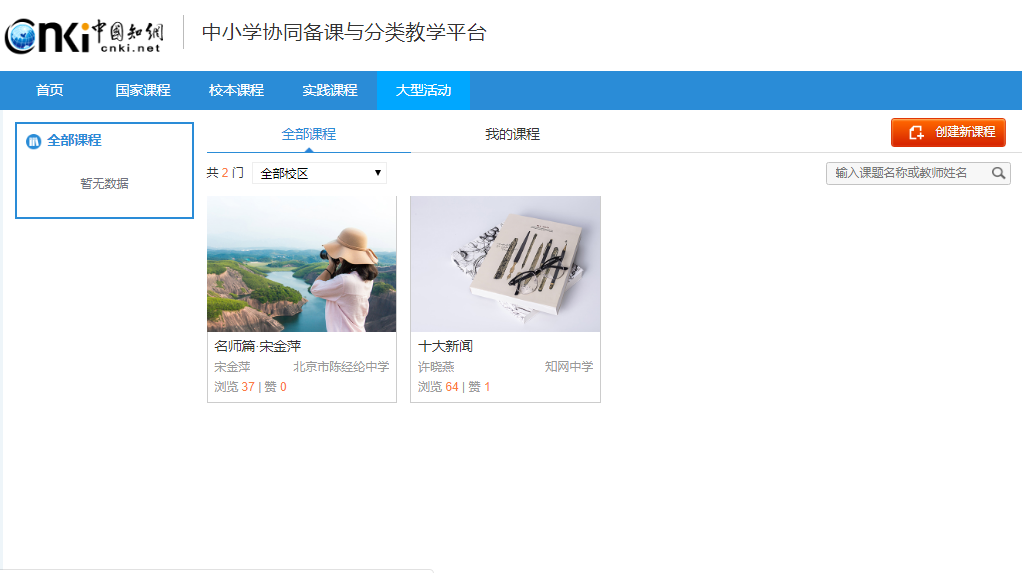 cnki 中国知网
cnki.net
中小学协同备课与分类教学平台
首页 国家课程 校本课程 实践课程 大型活动
全部课程
暂无数据
全部课程 我的课程 创建新课程
共 2 门 全部校区 输入课题名称或教师姓名
名师篇·宋金萍
宋金萍 北京市陈经纶中学
浏览 37 | 赞 0
十大新闻
许晓燕 知网中学
浏览 64 | 赞 1